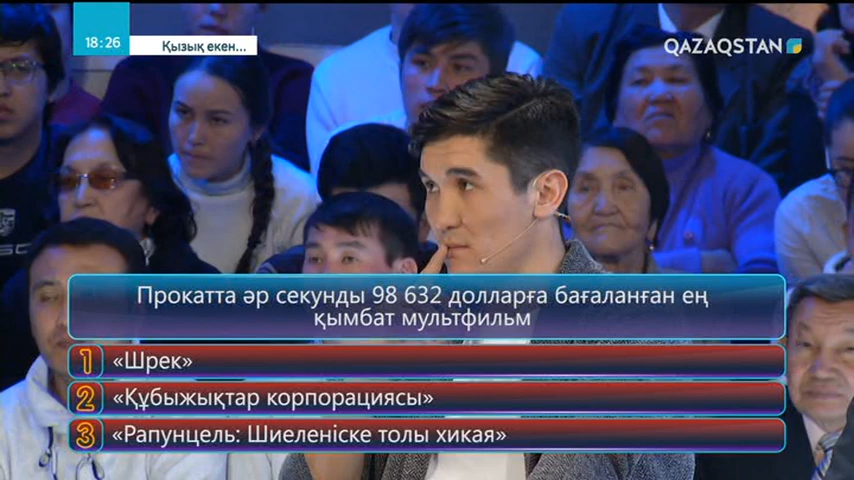 18:26
Қызық екен...
QAZAQSTAN
Прокатта әр секунды 98 632 долларға бағаланған ең
қымбат мультфильм
1 «Шрек»
2 «Құбыжықтар корпорациясы»
3 «Рапунцель: Шиеленіске толы хикая»